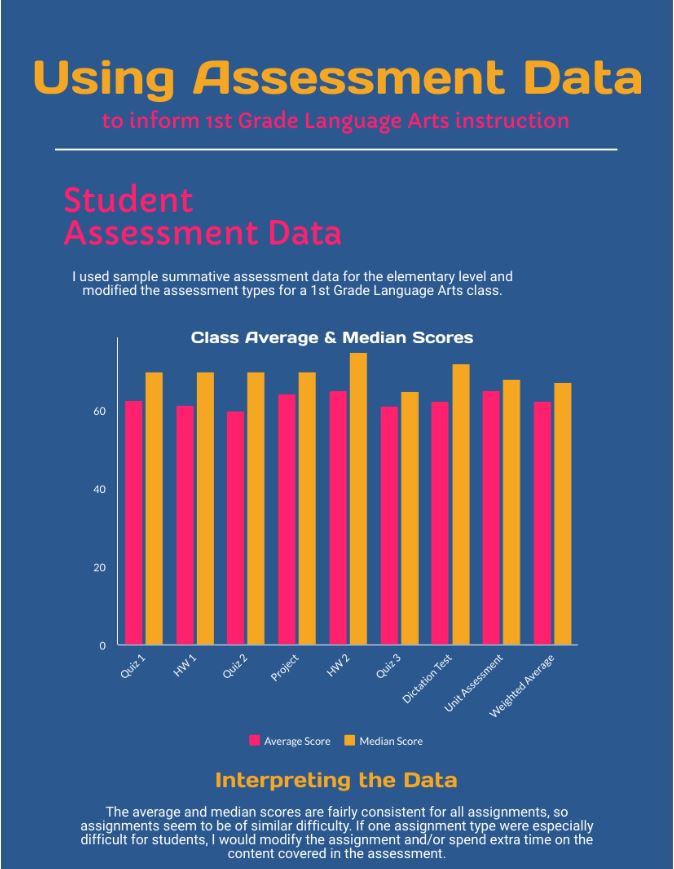 Using Assessment Data
to inform 1st Grade Language Arts instruction
Student
Assessment Data
I used sample summative assessment data for the elementary level and
modified the assessment types for a 1st Grade Language Arts class.
Class Average & Median Scores
60
40
20
0
Quiz 1
HW 1
Quiz 2
Project
HW 2
Quiz 3
Dictation Test
Unit Assessment
Weighted Average
Average Score
Median Score
Interpreting the Data
The average and median scores are fairly consistent for all assignments, so
assignments seem to be of similar difficulty. If one assignment type were especially
difficult for students, I would modify the assignment and/or spend extra time on the
content covered in the assessment.